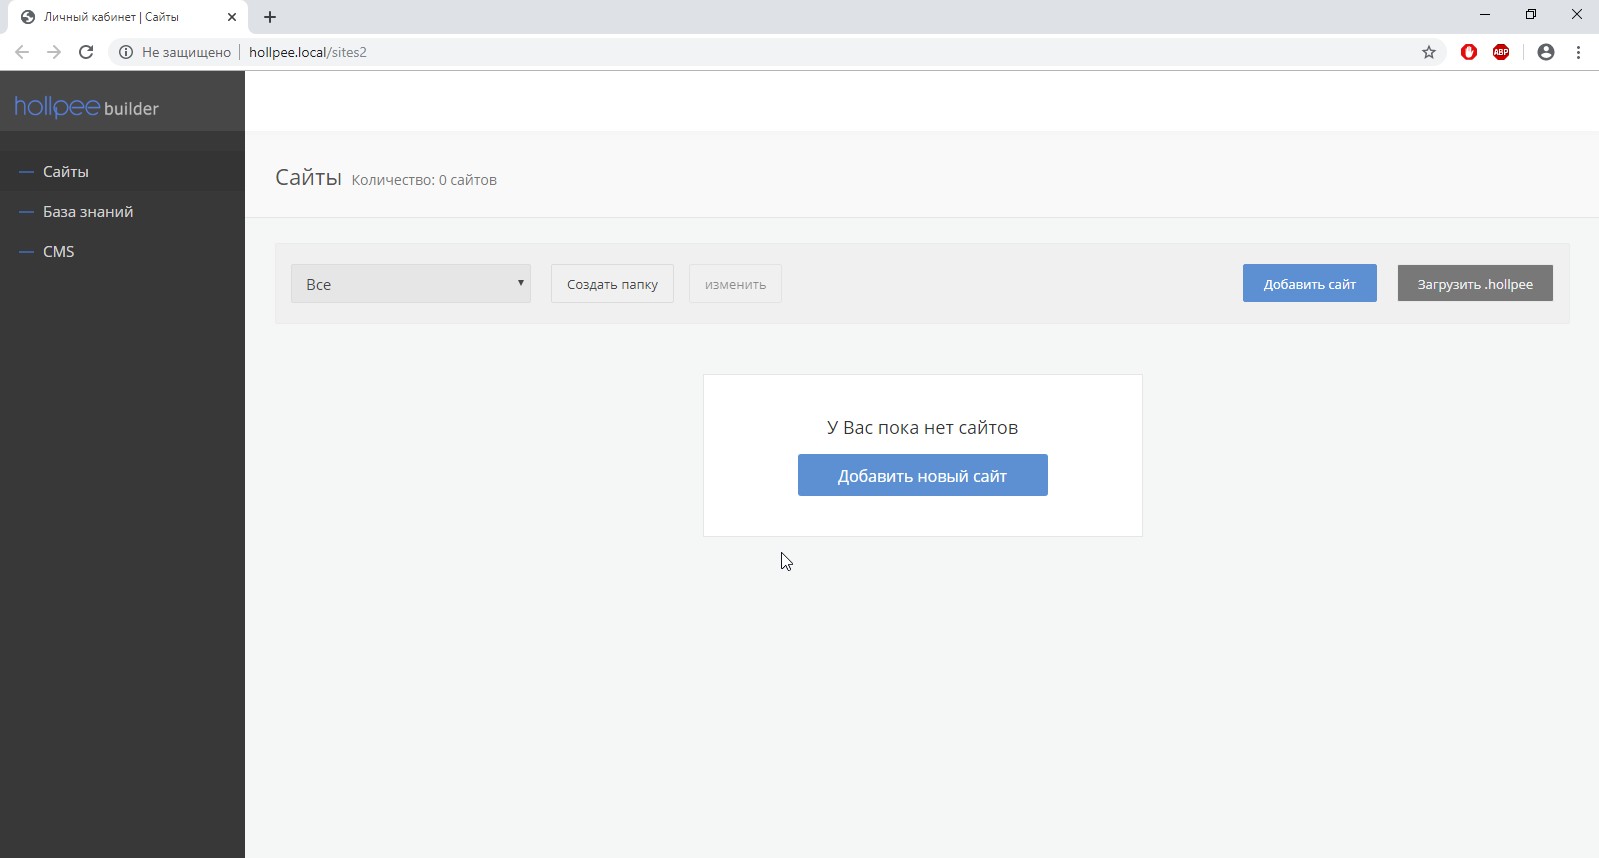 Личный кабинет | Сайты
Не защищено hollpee.local/sites2
ABP
hollpee builder
Сайты
База знаний
CMS
Сайты Количество: 0 сайтов
Все Создать папку изменить Добавить сайт Загрузить .hollpee
У Вас пока нет сайтов
Добавить новый сайт